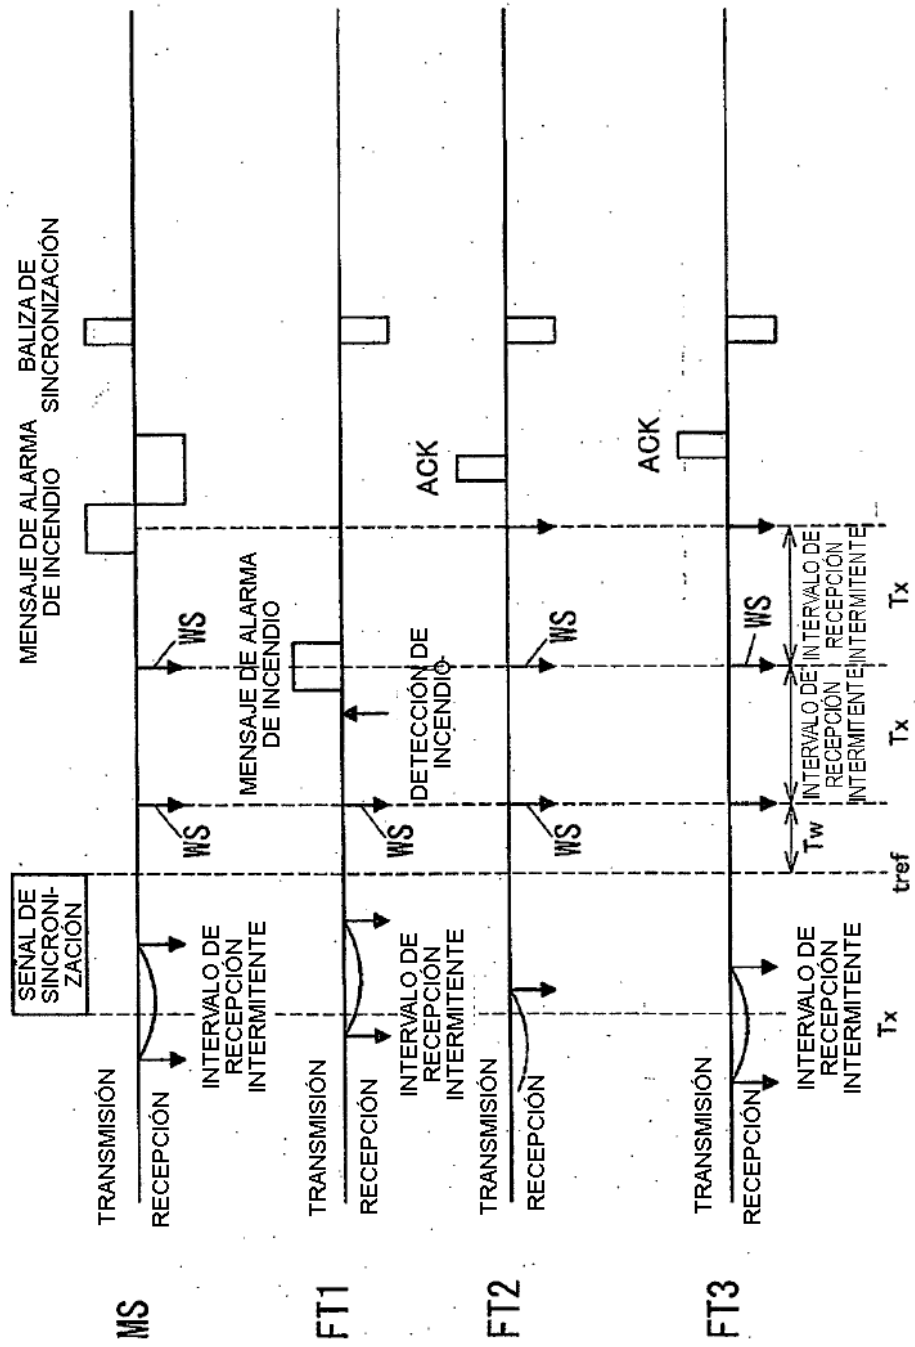 SEÑAL DE
SINCRONI-
ZACIÓN
MENSAJE DE ALARMA
DE INCENDIO
BALIZA DE
SINCRONIZACIÓN
MS
TRANSMISIÓN
RECEPCIÓN
INTERVALO DE
RECEPCIÓN
INTERMITENTE
WS
WS
FT1
TRANSMISIÓN
RECEPCIÓN
INTERVALO DE
RECEPCIÓN
INTERMITENTE
WS
MENSAJE DE ALARMA
DE INCENDIO
DETECCIÓN DE
INCENDIO
FT2
TRANSMISIÓN
RECEPCIÓN
WS
WS
ACK
FT3
TRANSMISIÓN
RECEPCIÓN
INTERVALO DE
RECEPCIÓN
INTERMITENTE
WS
ACK
Tw
INTERVALO DE
RECEPCIÓN
INTERMITENTE
INTERVALO DE
RECEPCIÓN
INTERMITENTE
Tx
tref
Tx
Tx